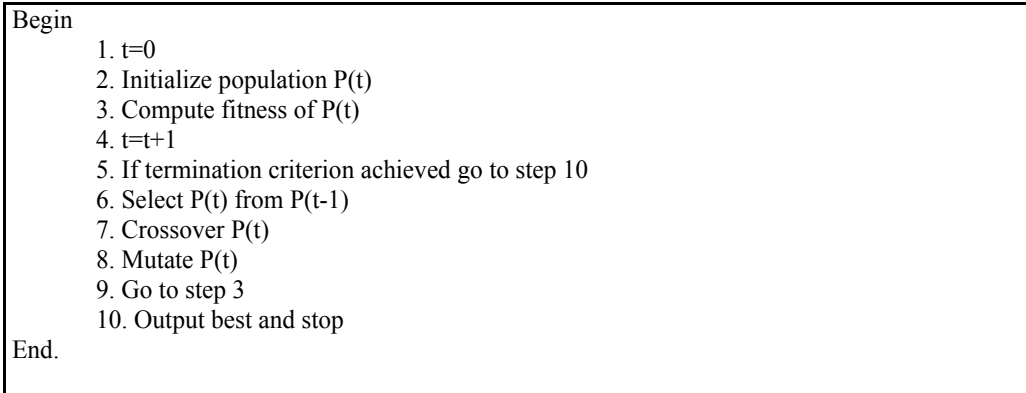 Begin
1. t=0
2. Initialize population P(t)
3. Compute fitness of P(t)
4. t=t+1
5. If termination criterion achieved go to step 10
6. Select P(t) from P(t-1)
7. Crossover P(t)
8. Mutate P(t)
9. Go to step 3
10. Output best and stop
End.